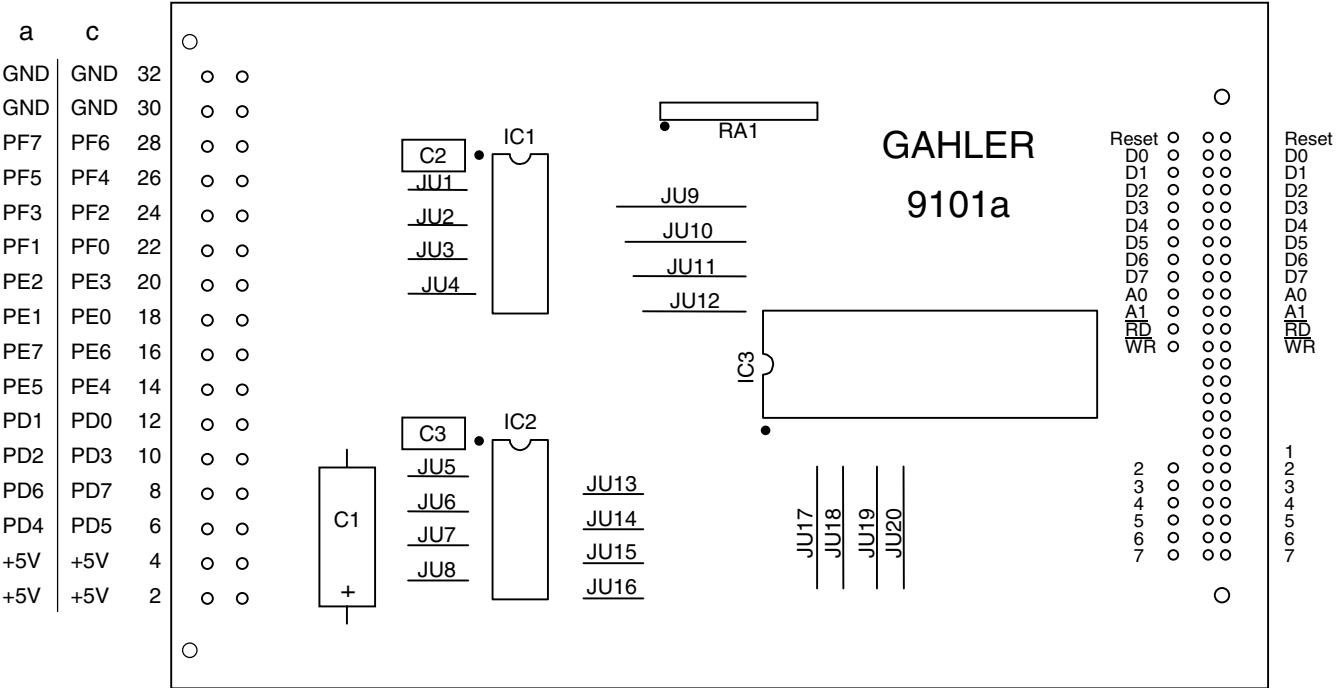 a c
GND GND 32
GND GND 30
PF7 PF6 28
PF5 PF4 26
PF3 PF2 24
PF1 PF0 22
PE2 PE3 20
PE1 PE0 18
PE7 PE6 16
PE5 PE4 14
PD1 PD0 12
PD2 PD3 10
PD6 PD7 8
PD4 PD5 6
+5V +5V 4
+5V +5V 2
IC1
C2
JU1
JU2
JU3
JU4
RA1
JU9
JU10
JU11
JU12
GAHLER
9101a
IC3
IC2
C3
JU5
JU6
JU7
JU8
C1
+
JU13
JU14
JU15
JU16
JU17
JU18
JU19
JU20
Reset
D0
D1
D2
D3
D4
D5
D6
D7
A0
A1
RD
WR
2
3
4
5
6
7
Reset
D0
D1
D2
D3
D4
D5
D6
D7
A0
A1
RD
WR
1
2
3
4
5
6
7